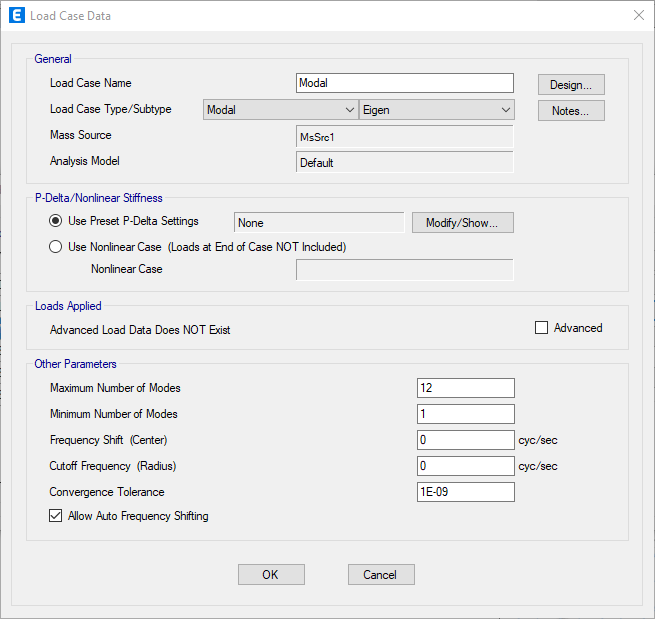 E Load Case Data
General
Load Case Name Modal Design...
Load Case Type/Subtype Modal Eigen Notes...
Mass Source MsSrc1
Analysis Model Default
P-Delta/Nonlinear Stiffness
Use Preset P-Delta Settings None Modify/Show...
Use Nonlinear Case (Loads at End of Case NOT Included)
Nonlinear Case
Loads Applied
Advanced Load Data Does NOT Exist Advanced
Other Parameters
Maximum Number of Modes 12
Minimum Number of Modes 1
Frequency Shift (Center) 0 cyc/sec
Cutoff Frequency (Radius) 0 cyc/sec
Convergence Tolerance 1E-09
Allow Auto Frequency Shifting
OK Cancel